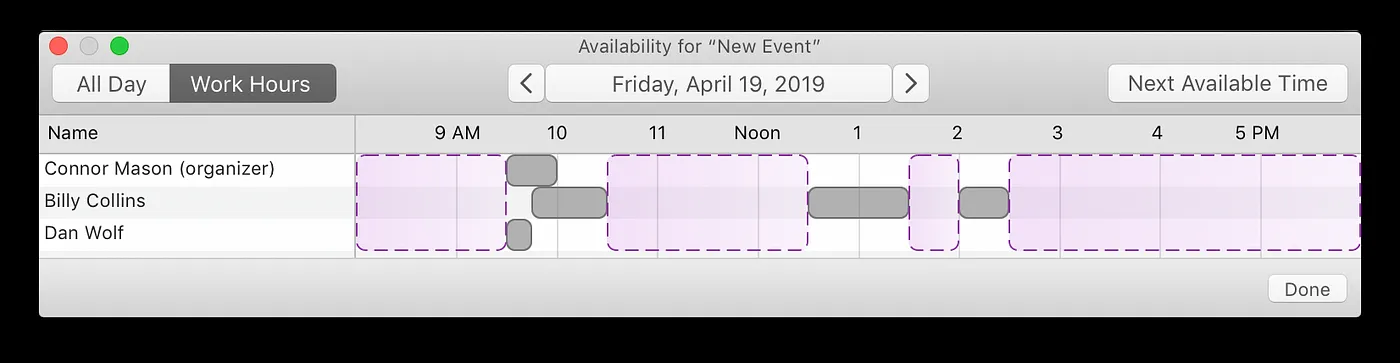 Availability for “New Event”
All Day Work Hours Friday, April 19, 2019 Next Available Time
Name 9 AM 10 11 Noon 1 2 3 4 5 PM
Connor Mason (organizer)
Billy Collins
Dan Wolf
Done